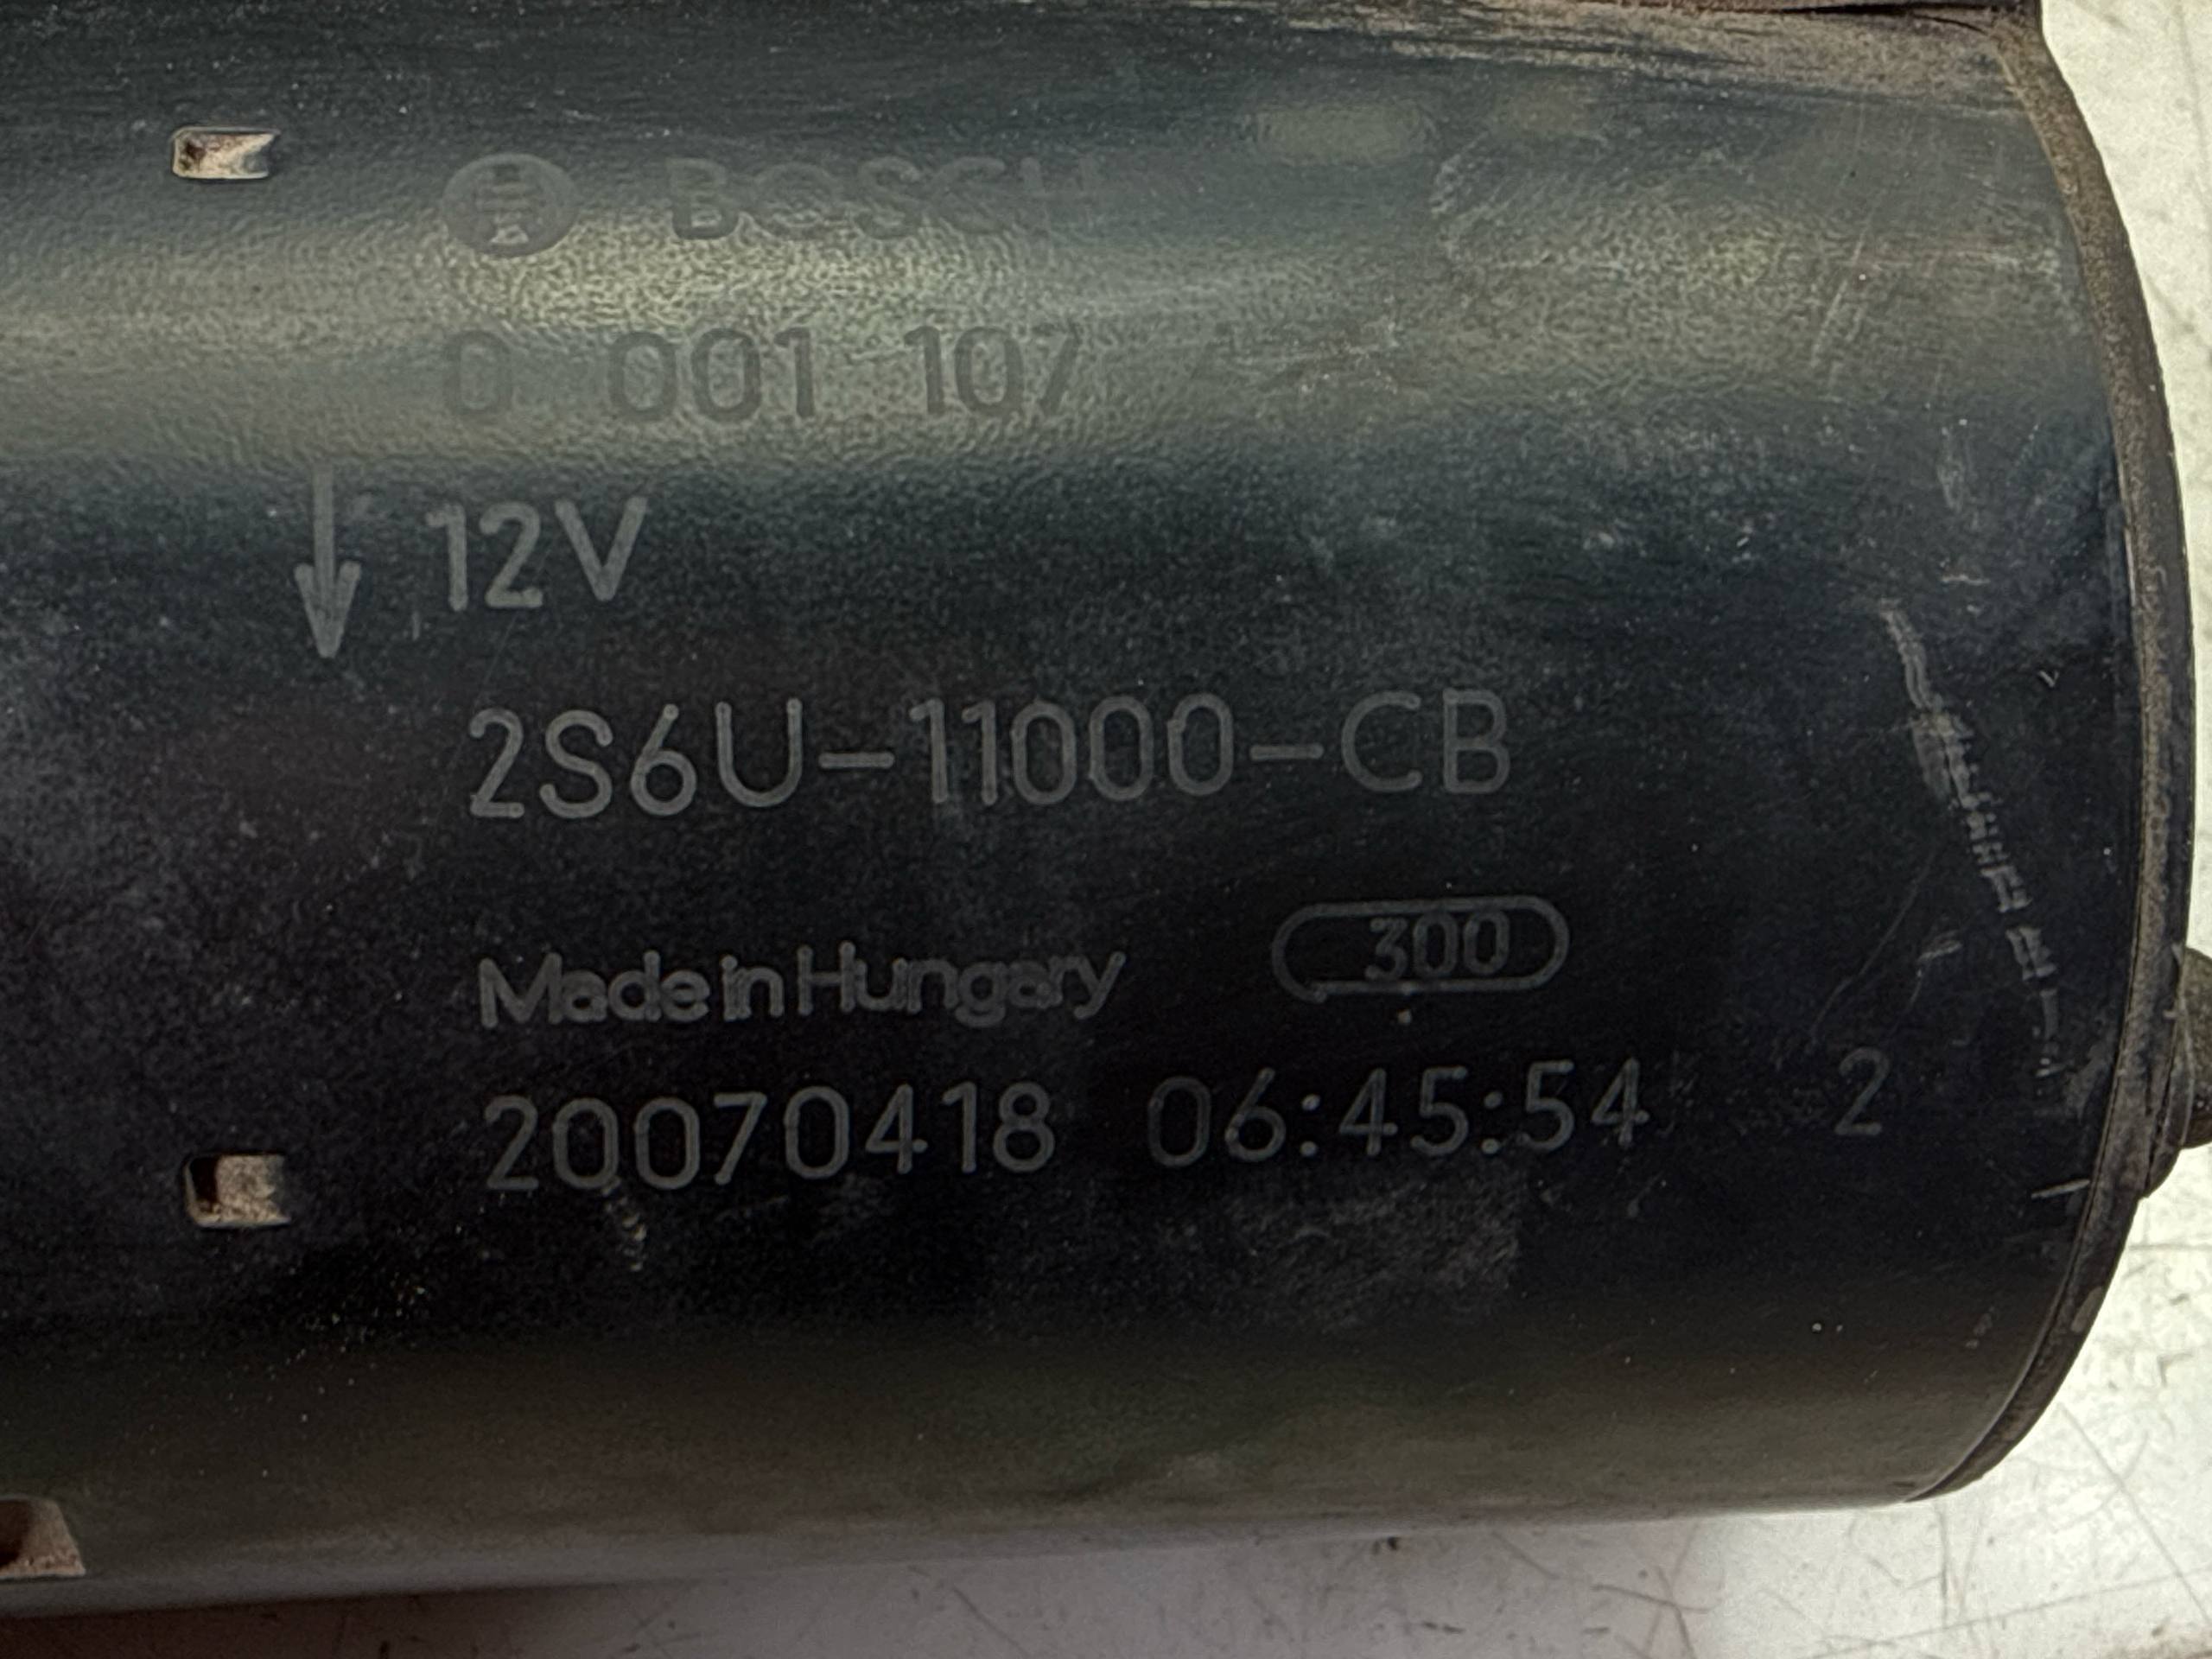 BOSCH
0 001 107
12V
2S6U-11000-CB
Made in Hungary 300
20070418 06:45:54 2